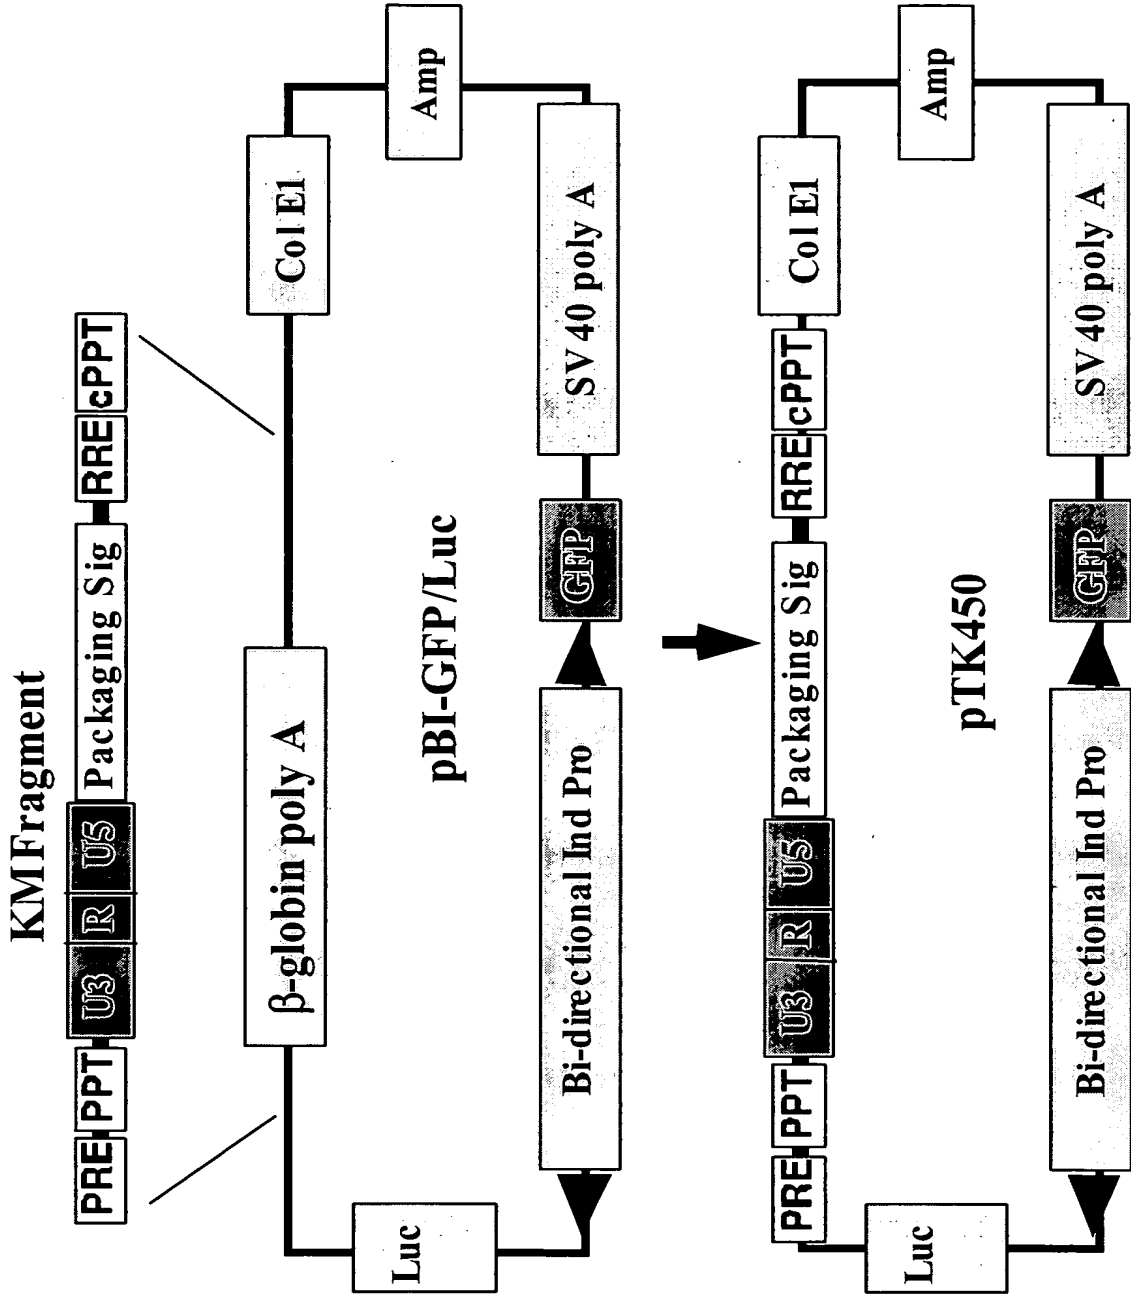 KMFragment
PRE PPT U3 R U5 Packaging Sig RRE cPPT
β-globin poly A
Col E1
Luc
pBI-GFP/Luc
Amp
Bi-directional Ind Pro
GFP
SV40 poly A
PRE PPT U3 R U5 Packaging Sig RRE cPPT
Col E1
Luc
pTK450
Amp
Bi-directional Ind Pro
GFP
SV40 poly A